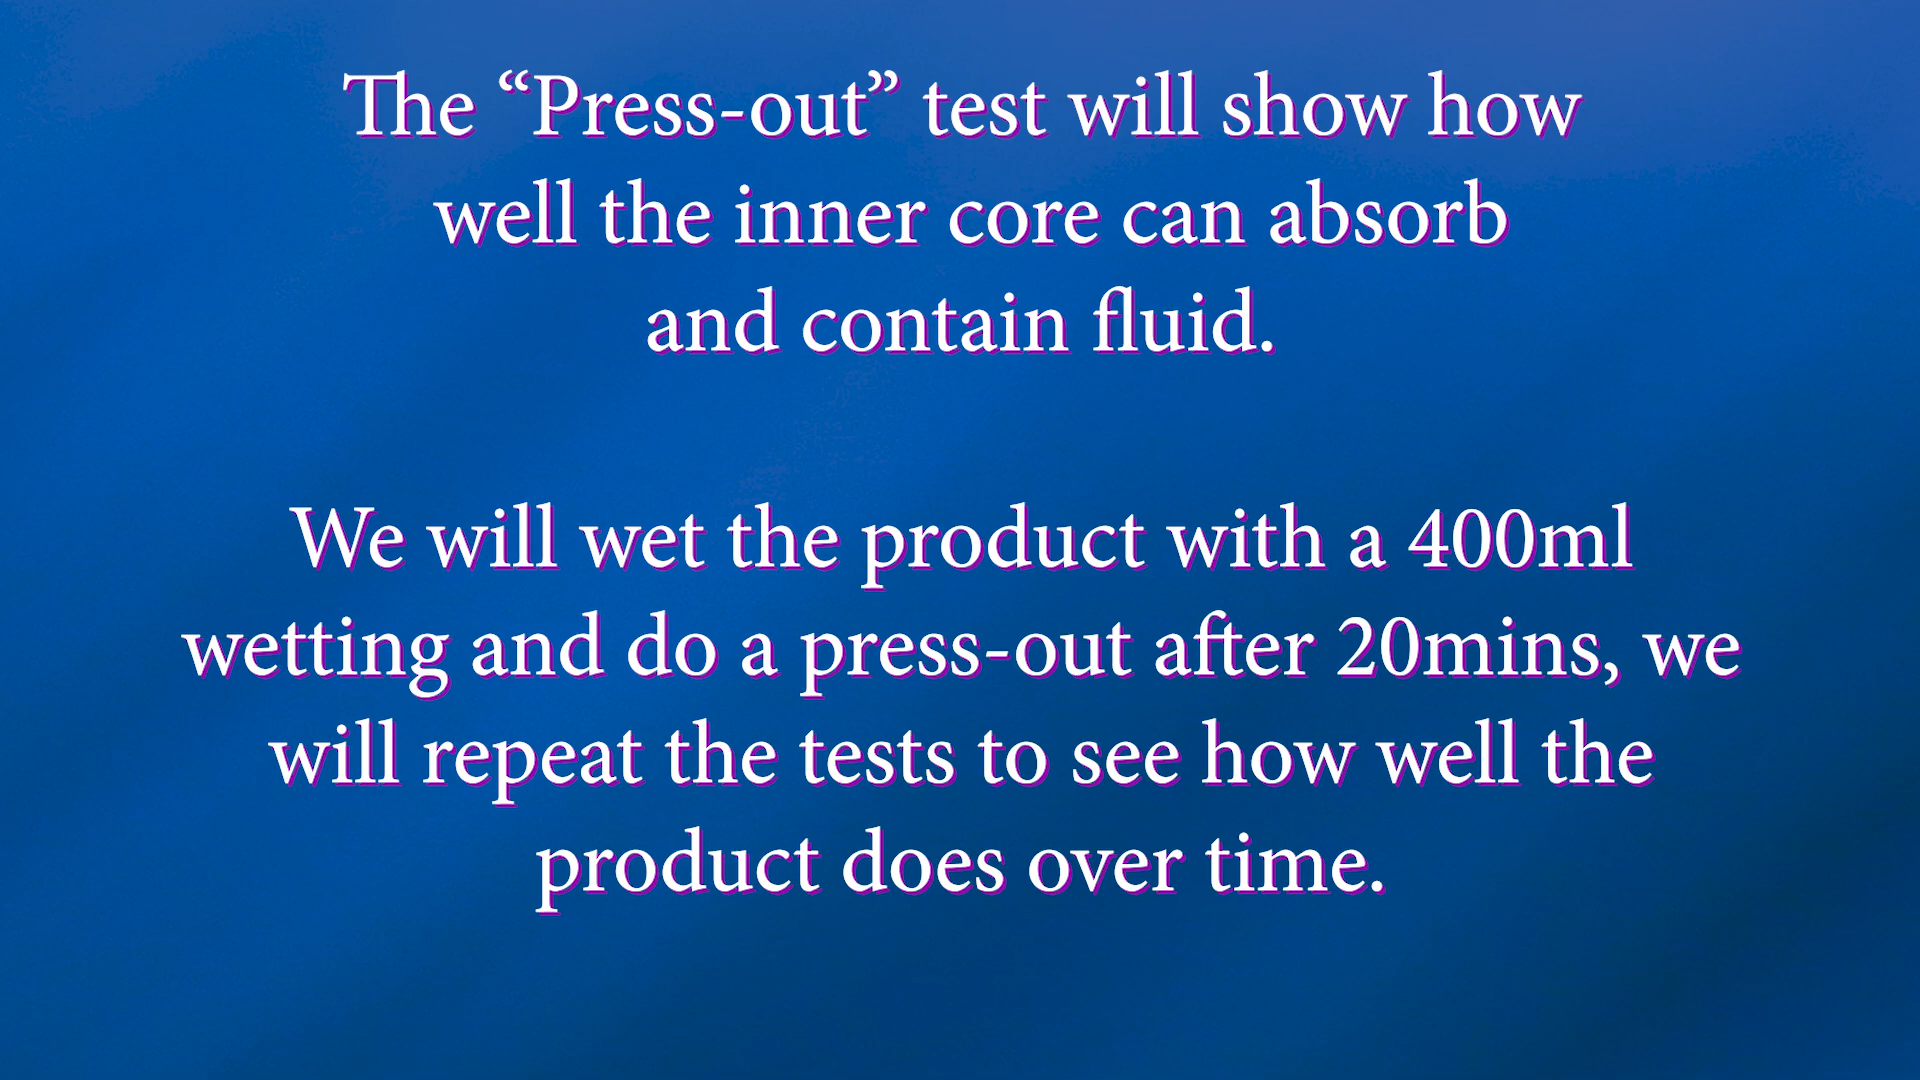 The “Press-out” test will show how
well the inner core can absorb
and contain fluid.
We will wet the product with a 400ml
wetting and do a press-out after 20mins, we
will repeat the tests to see how well the
product does over time.